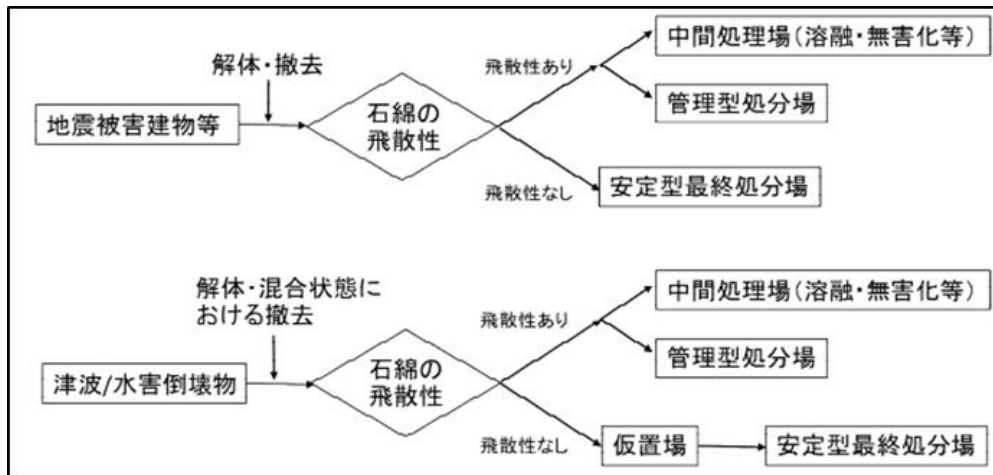 解体・撤去
地震被害建物等
石綿の
飛散性
飛散性あり
中間処理場(溶融・無害化等)
管理型処分場
飛散性なし
安定型最終処分場
解体・混合状態に
おける撤去
津波/水害倒壊物
石綿の
飛散性
飛散性あり
中間処理場(溶融・無害化等)
管理型処分場
飛散性なし
仮置場
安定型最終処分場